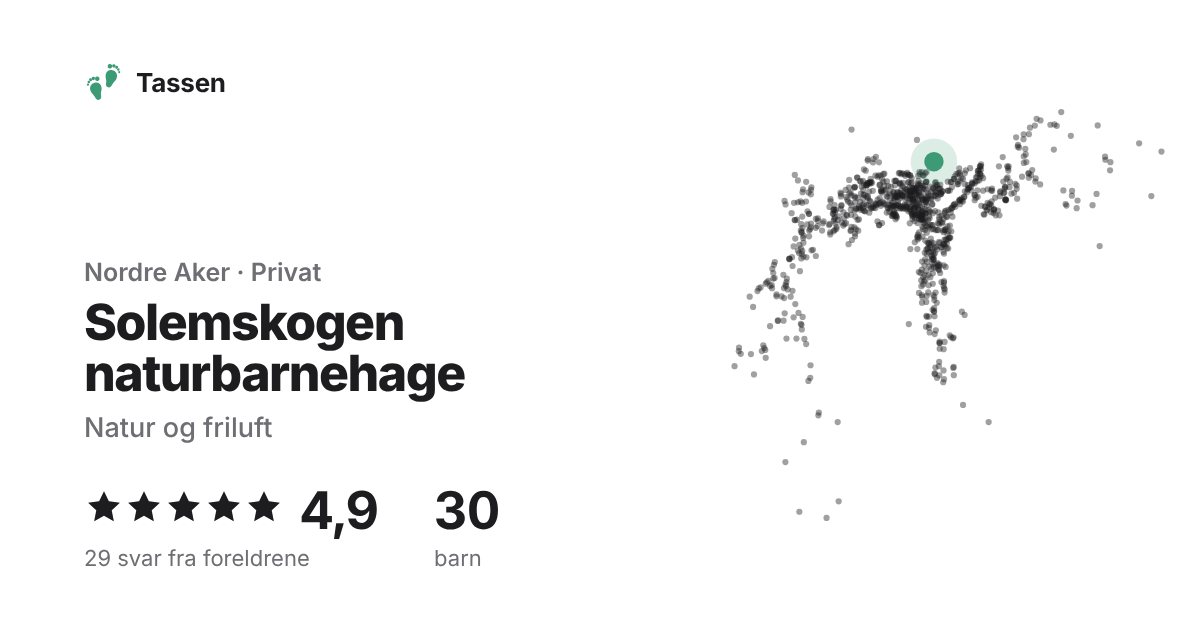 Tassen
Nordre Aker · Privat
Solemskogen
naturbarnehage
Natur og friluft
4,9
29 svar fra foreldrene
30
barn